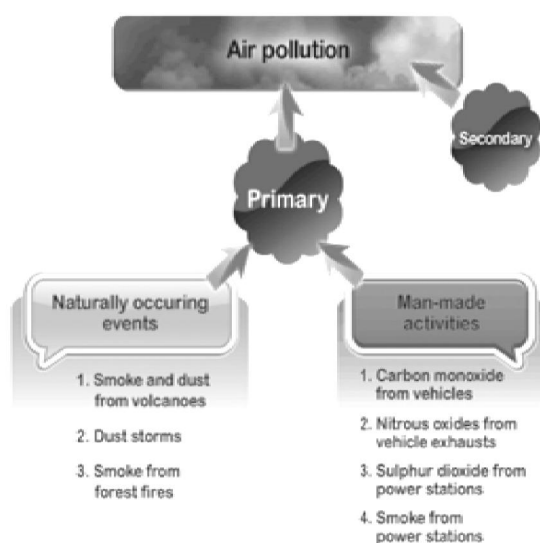 Air pollution
Secondary
Primary
Naturally occuring
events
1. Smoke and dust
from volcanoes
2. Dust storms
3. Smoke from
forest fires
Man-made
activities
1. Carbon monoxide
from vehicles
2. Nitrous oxides from
vehicle exhausts
3. Sulphur dioxide from
power stations
4. Smoke from
power stations